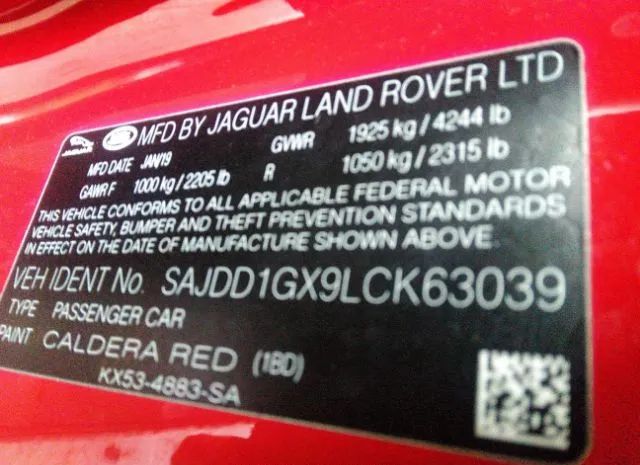 JAGUAR MFD BY JAGUAR LAND ROVER LTD
MFD DATE JAN19 GVWR 1925 kg / 4244 lb
GAWR F 1000 kg / 2205 lb R 1050 kg / 2315 lb
THIS VEHICLE CONFORMS TO ALL APPLICABLE FEDERAL MOTOR
VEHICLE SAFETY, BUMPER AND THEFT PREVENTION STANDARDS
IN EFFECT ON THE DATE OF MANUFACTURE SHOWN ABOVE.
VEH IDENT No. SAJDD1GX9LCK63039
TYPE PASSENGER CAR
PAINT CALDERA RED (1BD)
KX53-4883-SA